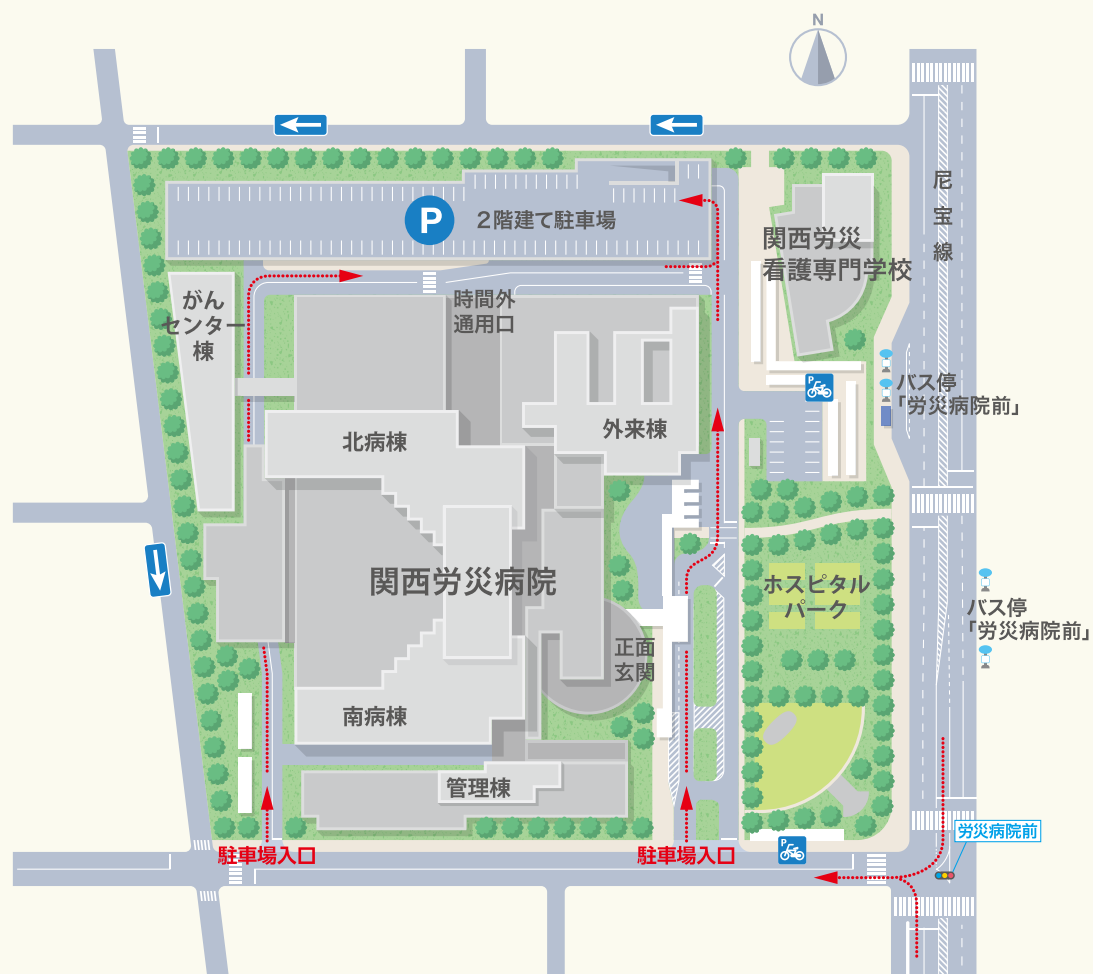 N
尼宝線
P
2階建て駐車場
関西労災
看護専門学校
がん
センター
棟
時間外
通用口
P
バス停
「労災病院前」
北病棟
外来棟
関西労災病院
ホスピタル
パーク
バス停
「労災病院前」
正面
玄関
南病棟
管理棟
労災病院前
P
駐車場入口
駐車場入口